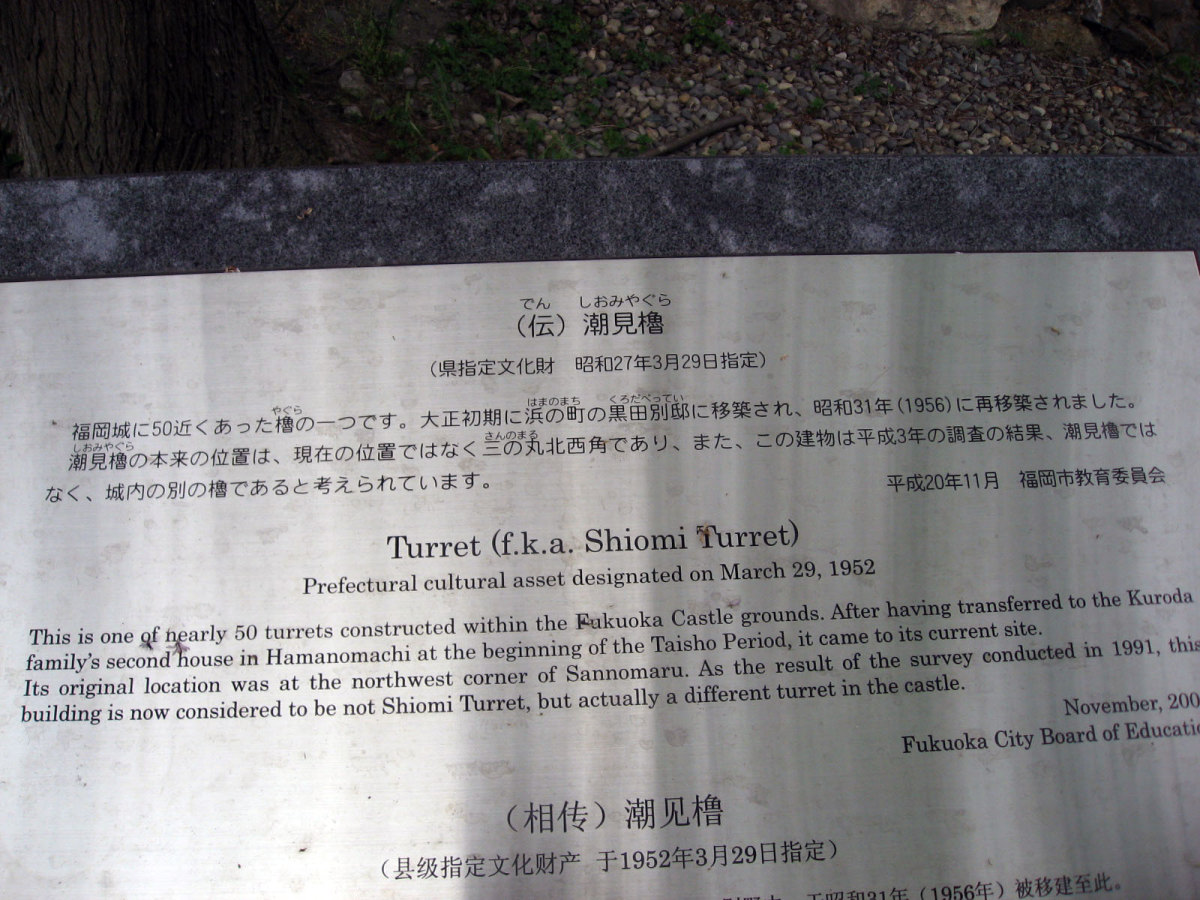 でん しおみやぐら
（伝）潮見櫓
（県指定文化財 昭和27年3月29日指定）
やぐら はまのまち くろだべってい
福岡城に50近くあった櫓の一つです。大正初期に浜の町の黒田別邸に移築され、昭和31年（1956）に再移築されました。
しおみやぐら さんのまる
潮見櫓の本来の位置は、現在の位置ではなく三の丸北西角であり、また、この建物は平成3年の調査の結果、潮見櫓では
なく、城内の別の櫓であると考えられています。
平成20年11月 福岡市教育委員会
Turret (f.k.a. Shiomi Turret)
Prefectural cultural asset designated on March 29, 1952
This is one of nearly 50 turrets constructed within the Fukuoka Castle grounds. After having transferred to the Kuroda
family's second house in Hamanomachi at the beginning of the Taisho Period, it came to its current site.
Its original location was at the northwest corner of Sannomaru. As the result of the survey conducted in 1991, this
building is now considered to be not Shiomi Turret, but actually a different turret in the castle.
November, 200
Fukuoka City Board of Educatio
（相传）潮见櫓
（县级指定文化财产 于1952年3月29日指定）
于昭和31年（1956年）被移建至此。